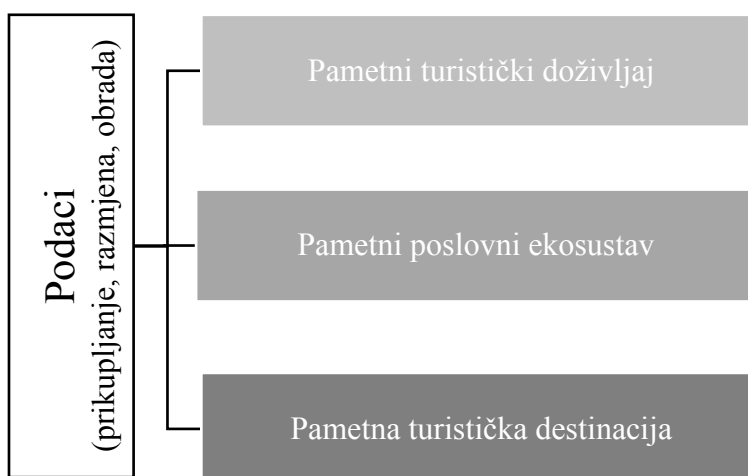 Podaci
(prikupljanje, razmjena, obrada)
Pametni turistički doživljaj
Pametni poslovni ekosustav
Pametna turistička destinacija